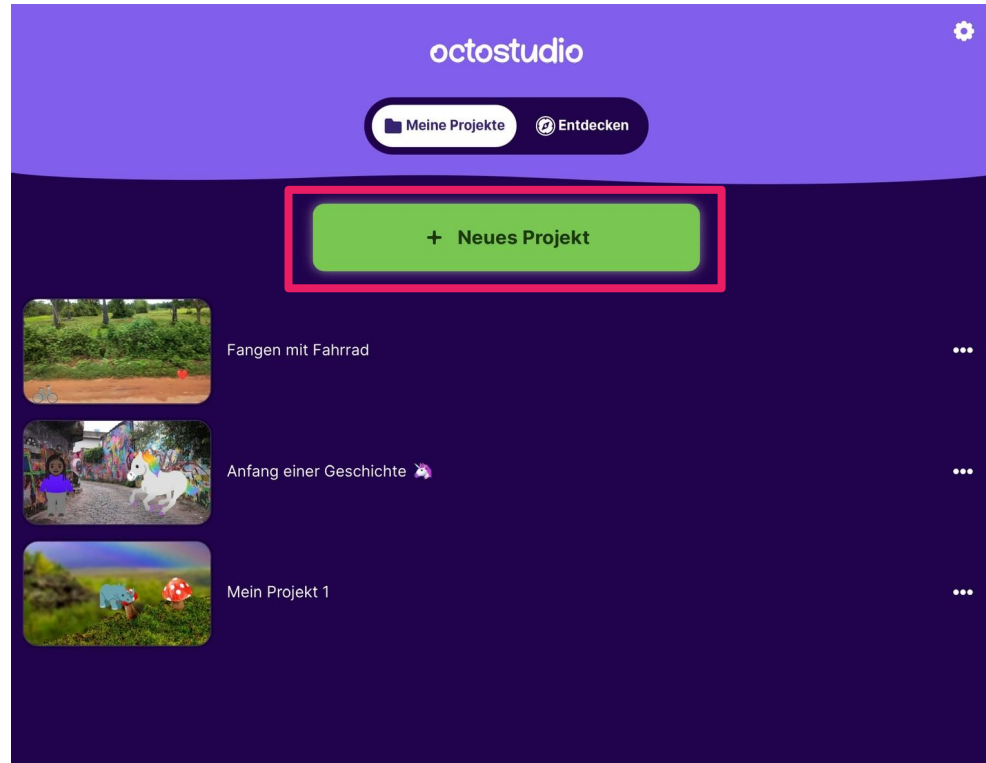 octostudio
Meine Projekte
Entdecken
+ Neues Projekt
Fangen mit Fahrrad
Anfang einer Geschichte 🦄
Mein Projekt 1